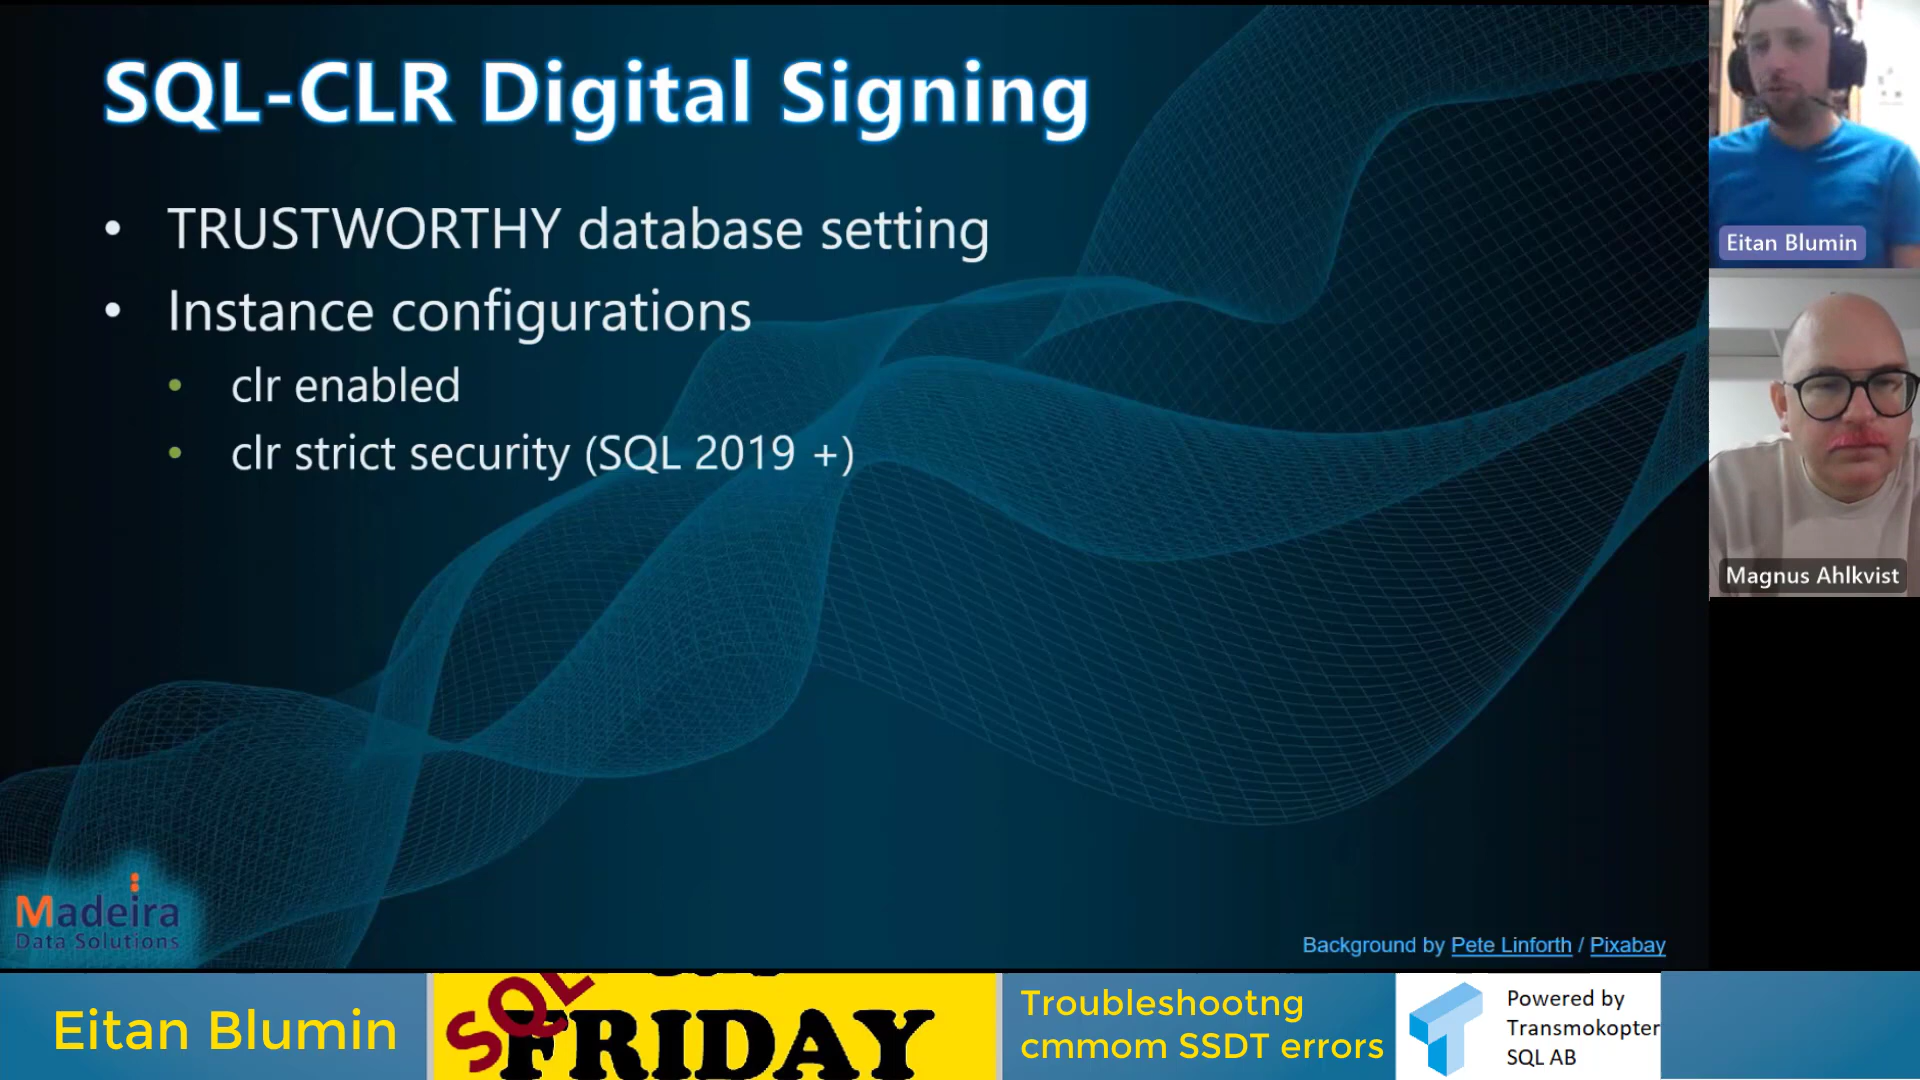 SQL-CLR Digital Signing
• TRUSTWORTHY database setting
• Instance configurations
• clr enabled
• clr strict security (SQL 2019 +)
Eitan Blumin
Magnus Ahlkvist
Madeira
Data Solutions
Background by Pete Linforth / Pixabay
Eitan Blumin
SQL
FRIDAY
Troubleshootng
cmmom SSDT errors
Powered by
Transmokopter
SQL AB